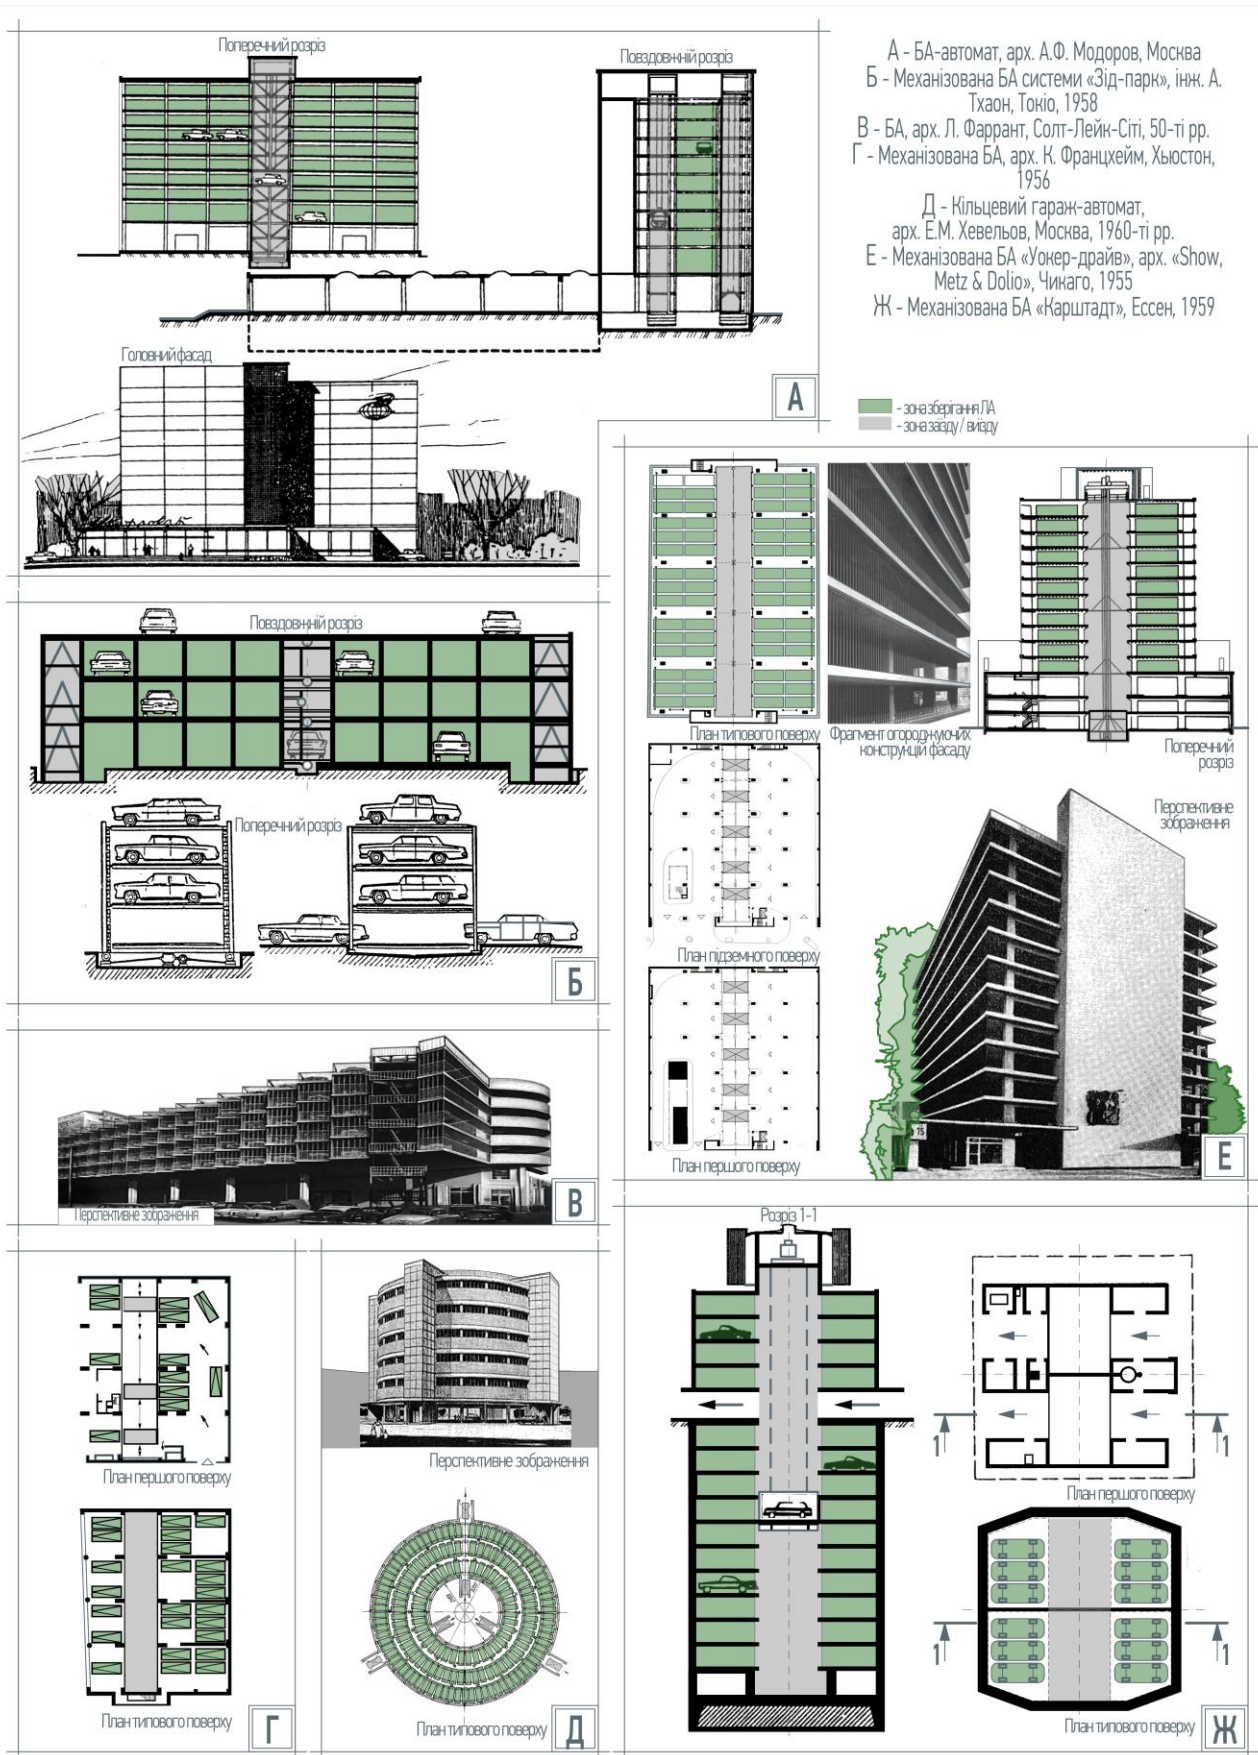 Поперечний розріз
Повздовжній розріз
Головний фасад
А
А - БА-автомат, арх. А.Ф. Модоров, Москва
Б - Механізована БА системи «Зід-парк», інж. А.
Тхаон, Токіо, 1958
В - БА, арх. Л. Фаррант, Солт-Лейк-Сіті, 50-ті рр.
Г - Механізована БА, арх. К. Францхейм, Хьюстон,
1956
Д - Кільцевий гараж-автомат,
арх. Е.М. Хевельов, Москва, 1960-ті рр.
Е - Механізована БА «Уокер-драйв», арх. «Show,
Metz & Dolio», Чикаго, 1955
Ж - Механізована БА «Карштадт», Ессен, 1959
- зона зберігання ЛА
- зона заїзду / виїзду
Повздовжній розріз
Поперечний розріз
Б
Перспективне зображення
В
План першого поверху
План типового поверху
Г
Перспективне зображення
План типового поверху
Д
План типового поверху
Фрагмент огороджуючих
конструкцій фасаду
Поперечний
розріз
План підземного поверху
План першого поверху
Перспективне
зображення
15
Е
Розріз 1-1
1
1
План першого поверху
1
1
План типового поверху
Ж